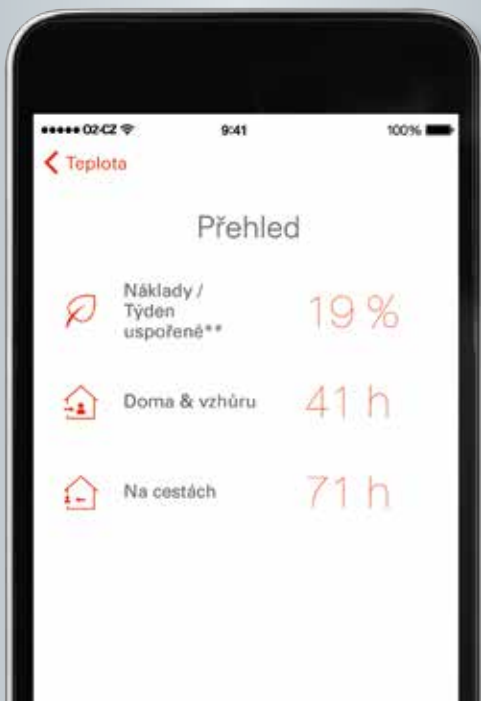 ●●●●● O2-CZ 9:41 100%
Teplota
Přehled
Náklady /
Týden
uspořené**
19 %
Doma & vzhůru 41 h
Na cestách 71 h